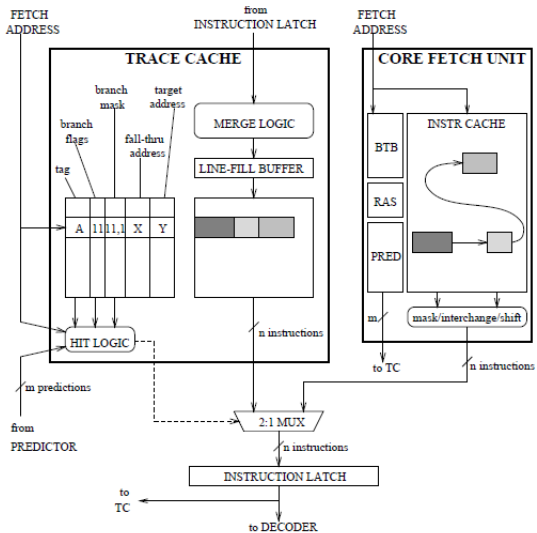 FETCH
ADDRESS
from
INSTRUCTION LATCH
FETCH
ADDRESS
TRACE CACHE
CORE FETCH UNIT
branch
mask
target
address
branch
flags
fall-thru
address
tag
MERGE LOGIC
LINE-FILL BUFFER
A
11
11,1
X
Y
HIT LOGIC
n instructions
m predictions
from
PREDICTOR
BTB
RAS
PRED
INSTR CACHE
mask/interchange/shift
m
to TC
n instructions
2:1 MUX
n instructions
INSTRUCTION LATCH
to
TC
to DECODER